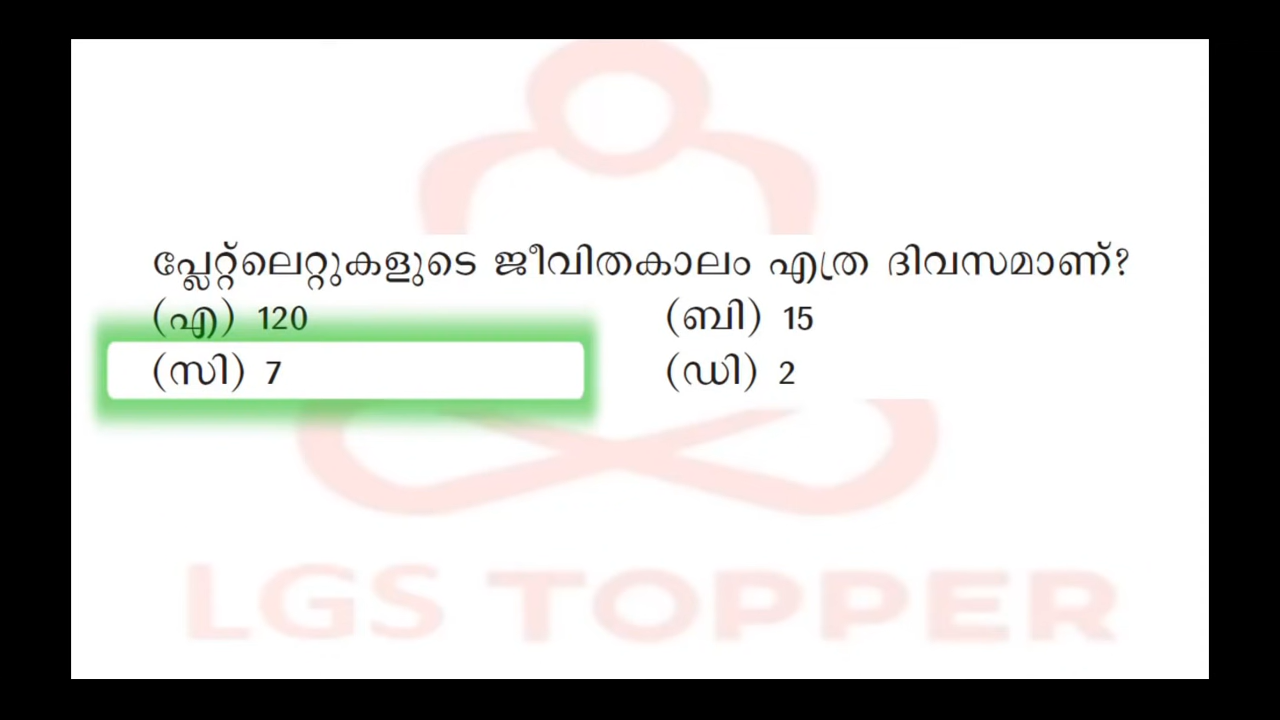 പ്ലേറ്റ്ലെറ്റുകളുടെ ജീവിതകാലം എത്ര ദിവസമാണ്?
(എ) 120 (ബി) 15
(സി) 7 (ഡി) 2
LGS TOPPER